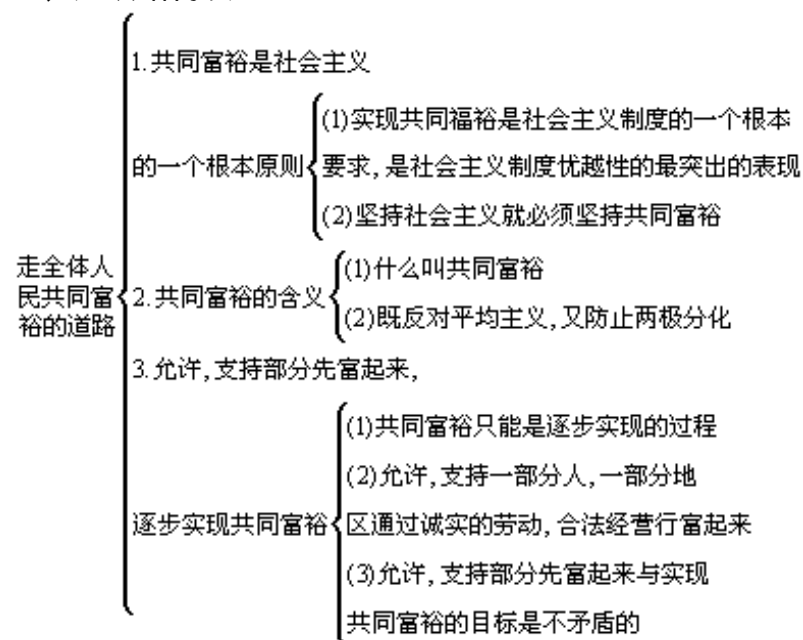 1.共同富裕是社会主义
的一个根本原则
(1)实现共同福裕是社会主义制度的一个根本
要求,是社会主义制度优越性的最突出的表现
(2)坚持社会主义就必须坚持共同富裕
走全体人
民共同富
裕的道路
2.共同富裕的含义
(1)什么叫共同富裕
(2)既反对平均主义,又防止两极分化
3.允许,支持部分先富起来,
逐步实现共同富裕
(1)共同富裕只能是逐步实现的过程
(2)允许,支持一部分人,一部分地
区通过诚实的劳动,合法经营行富起来
(3)允许,支持部分先富起来与实现
共同富裕的目标是不矛盾的